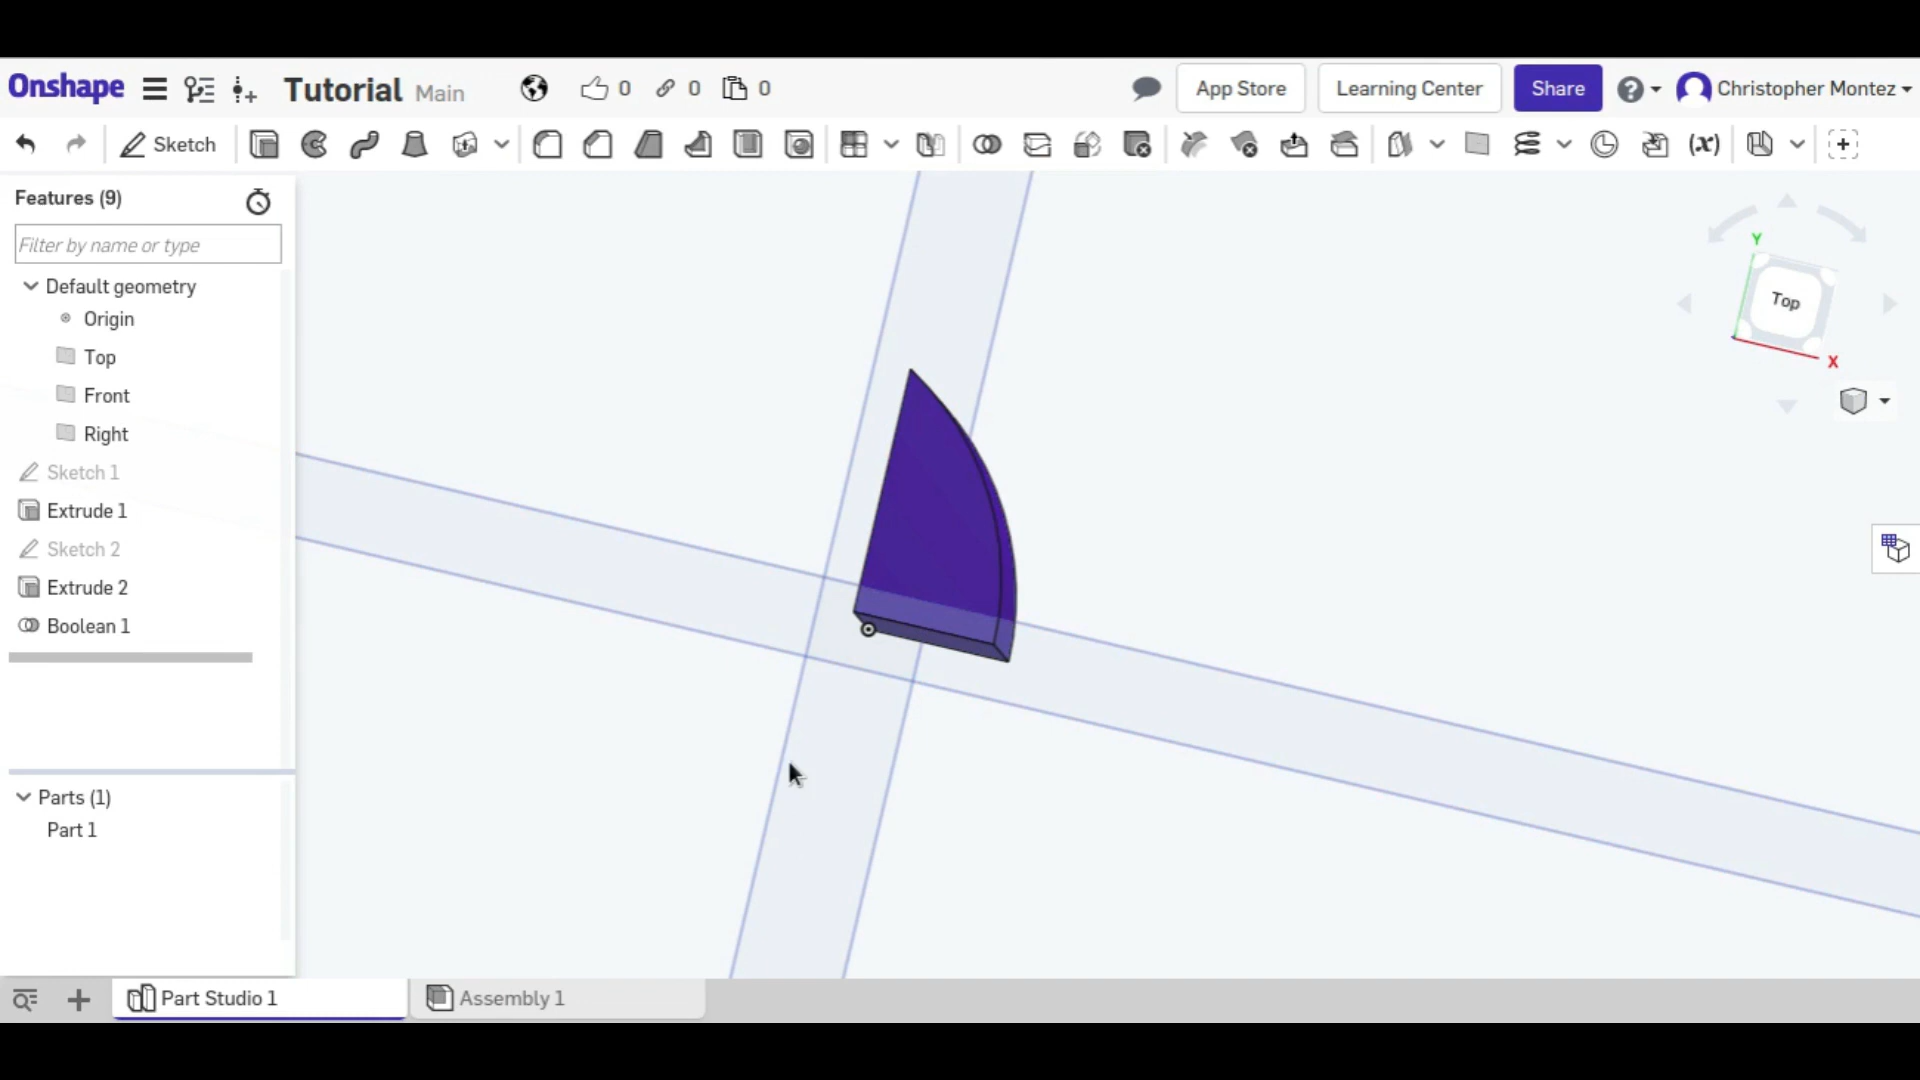 Onshape Tutorial Main 0 0 0 App Store Learning Center Share Christopher Montez
Sketch (x)
Features (9)
Filter by name or type
Default geometry
Origin
Top
Front
Right
Sketch 1
Extrude 1
Sketch 2
Extrude 2
Boolean 1
Parts (1)
Part 1
Y
Top
X
Part Studio 1 Assembly 1